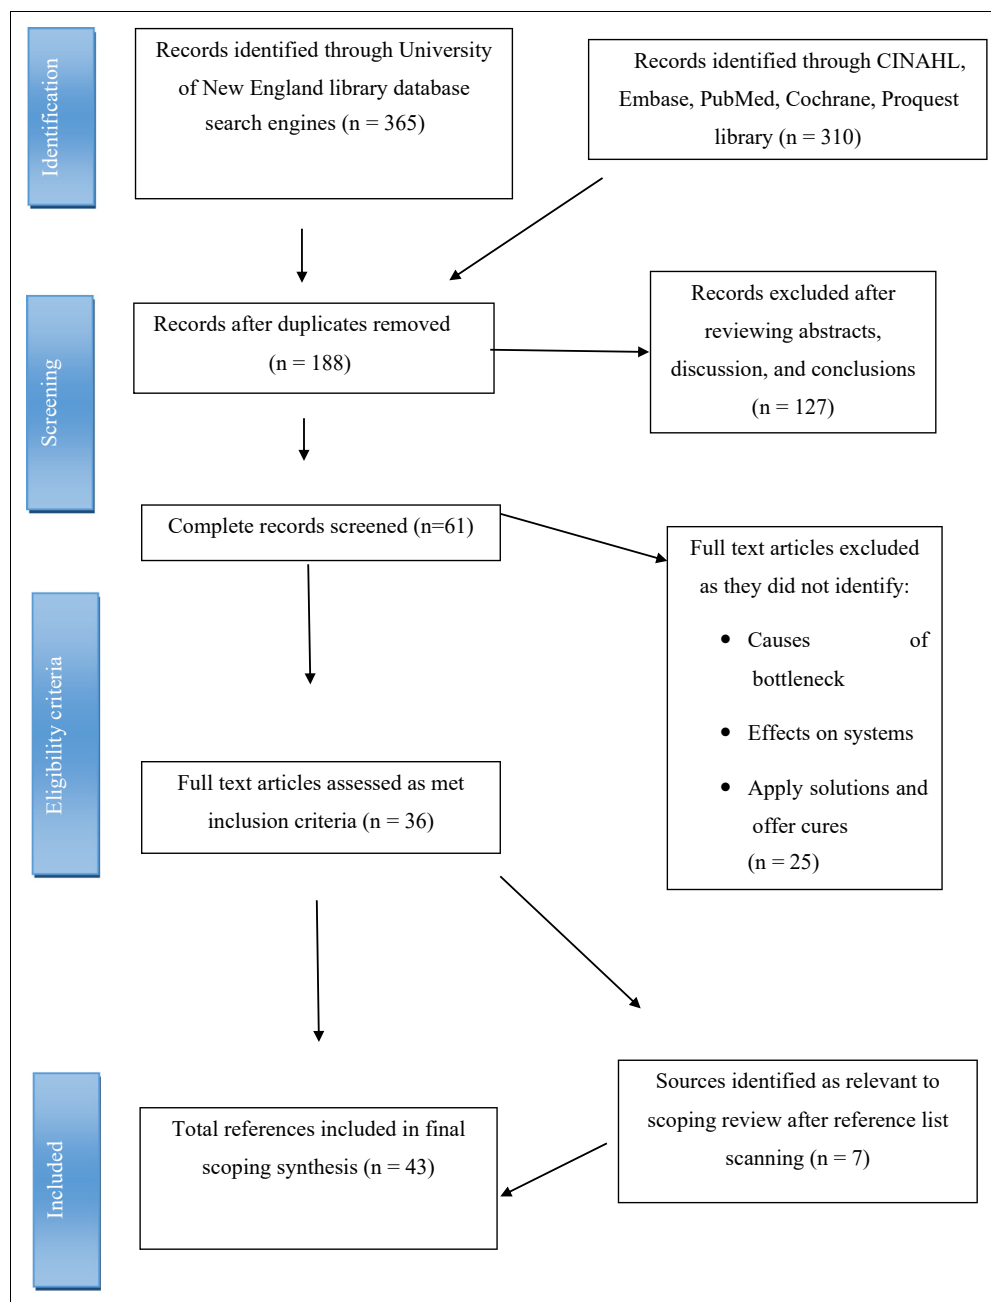 Identification
Records identified through University
of New England library database
search engines (n = 365)
Records identified through CINAHL,
Embase, PubMed, Cochrane, Proquest
library (n = 310)
Screening
Records after duplicates removed
(n = 188)
Records excluded after
reviewing abstracts,
discussion, and conclusions
(n = 127)
Complete records screened (n=61)
Full text articles excluded
as they did not identify:
• Causes of
bottleneck
• Effects on systems
• Apply solutions and
offer cures
(n = 25)
Eligibility criteria
Full text articles assessed as met
inclusion criteria (n = 36)
Included
Total references included in final
scoping synthesis (n = 43)
Sources identified as relevant to
scoping review after reference list
scanning (n = 7)